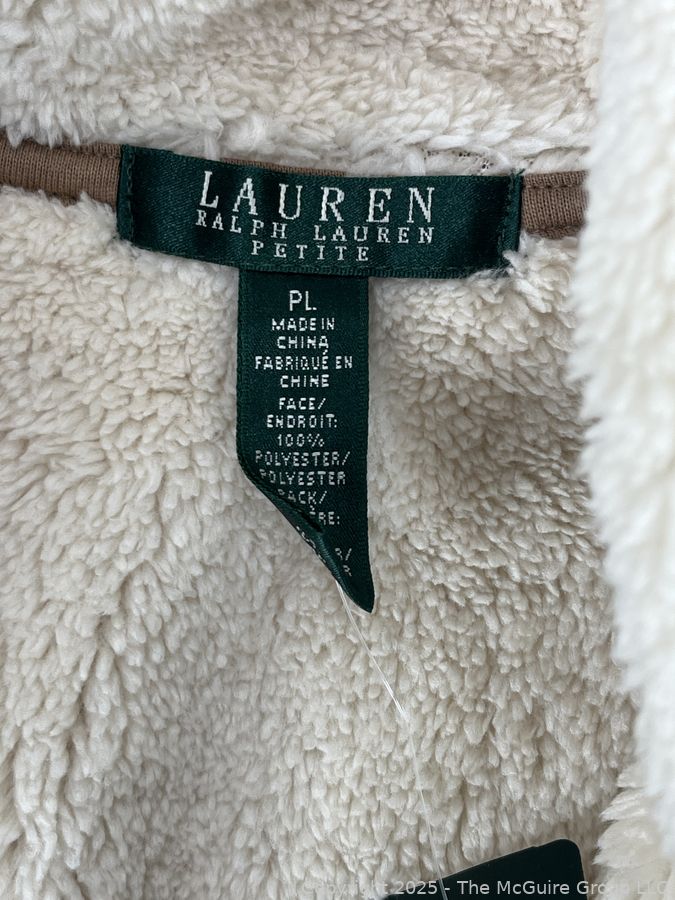 LAUREN
RALPH LAUREN
PETITE
PL
MADE IN
CHINA
FABRIQUÉ EN
CHINE
FACE/
ENDROIT:
100%
POLYESTER/
POLYESTER
BACK/
Copyright 2025 - The McGuire Group LLC